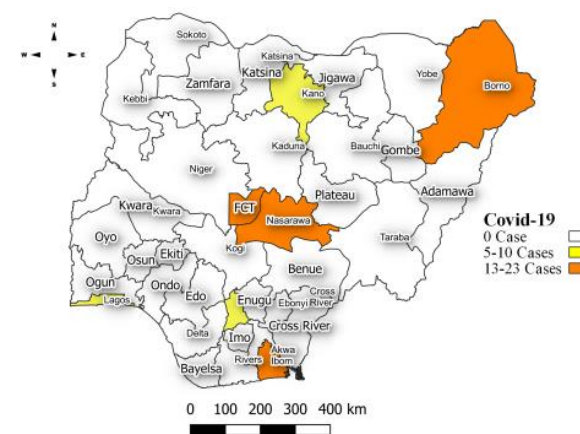 N
W E
S
Sokoto
Katsina
Katsina
Jigawa
Yobe
Zamfara
Kano
Borno
Kebbi
Kaduna
Bauchi
Gombe
Niger
Adamawa
Plateau
Kwara
Kwara
FCT
Nasarawa
Covid-19
0 Case
5-10 Cases
13-23 Cases
Oyo
Taraba
Kogi
Ekiti
Osun
Benue
Ogun
Ondo
Lagos
Edo
Enugu
Cross
Ebonyi River
Delta
Imo
Cross River
Akwa
Ibom
Rivers
Bayelsa
0 100 200 300 400 km